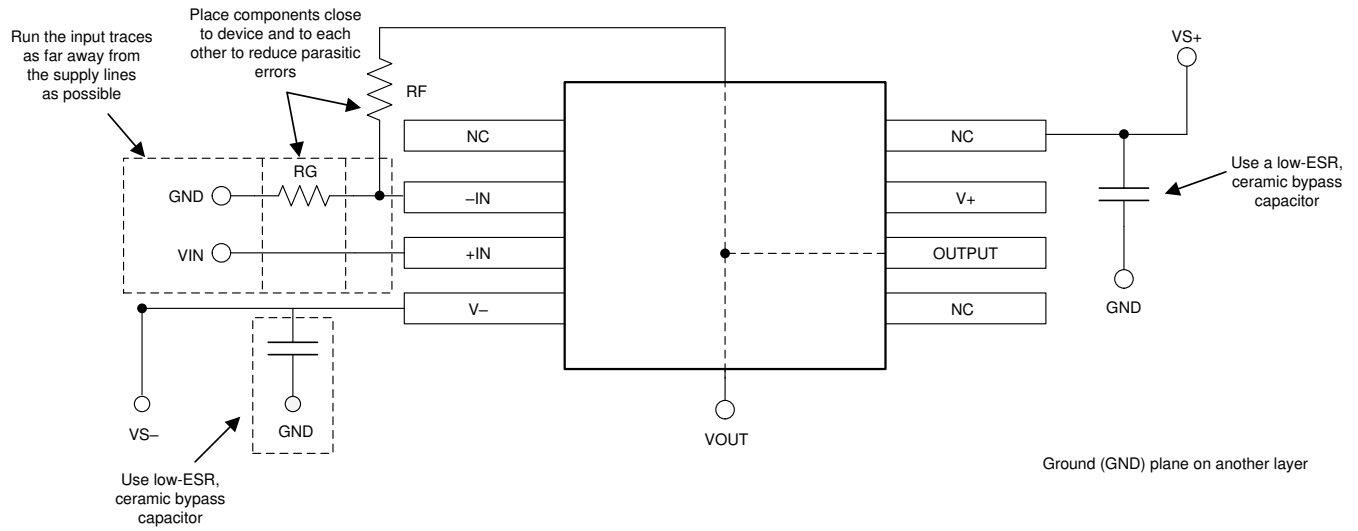 Place components close
to device and to each
other to reduce parasitic
errors
Run the input traces
as far away from
the supply lines
as possible
VS+
RF
NC
NC
Use a low-ESR,
ceramic bypass
capacitor
RG
GND
–IN
V+
VIN
+IN
OUTPUT
GND
V–
NC
VS–
GND
VOUT
Use low-ESR,
ceramic bypass
capacitor
Ground (GND) plane on another layer